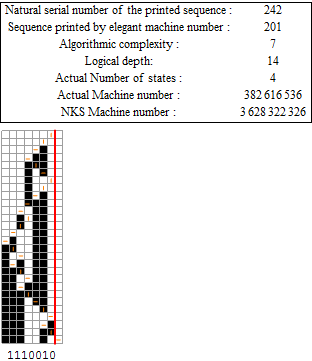 Natural serial number of the printed sequence : 242
Sequence printed by elegant machine number : 201
Algorithmic complexity : 7
Logical depth: 14
Actual Number of states : 4
Actual Machine number : 382 616 536
NKS Machine number : 3 628 322 326
1110010